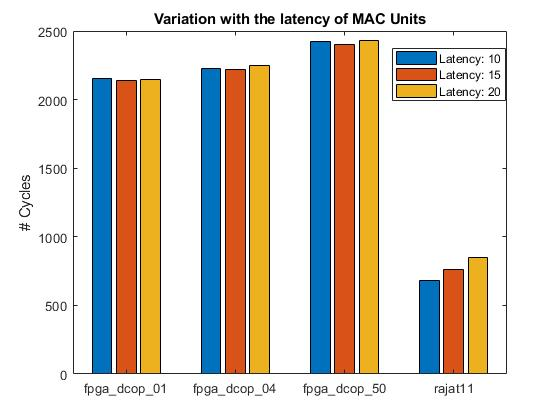 Variation with the latency of MAC Units
# Cycles
2500
2000
1500
1000
500
0
Latency: 10
Latency: 15
Latency: 20
fpga_dcop_01
fpga_dcop_04
fpga_dcop_50
rajat11